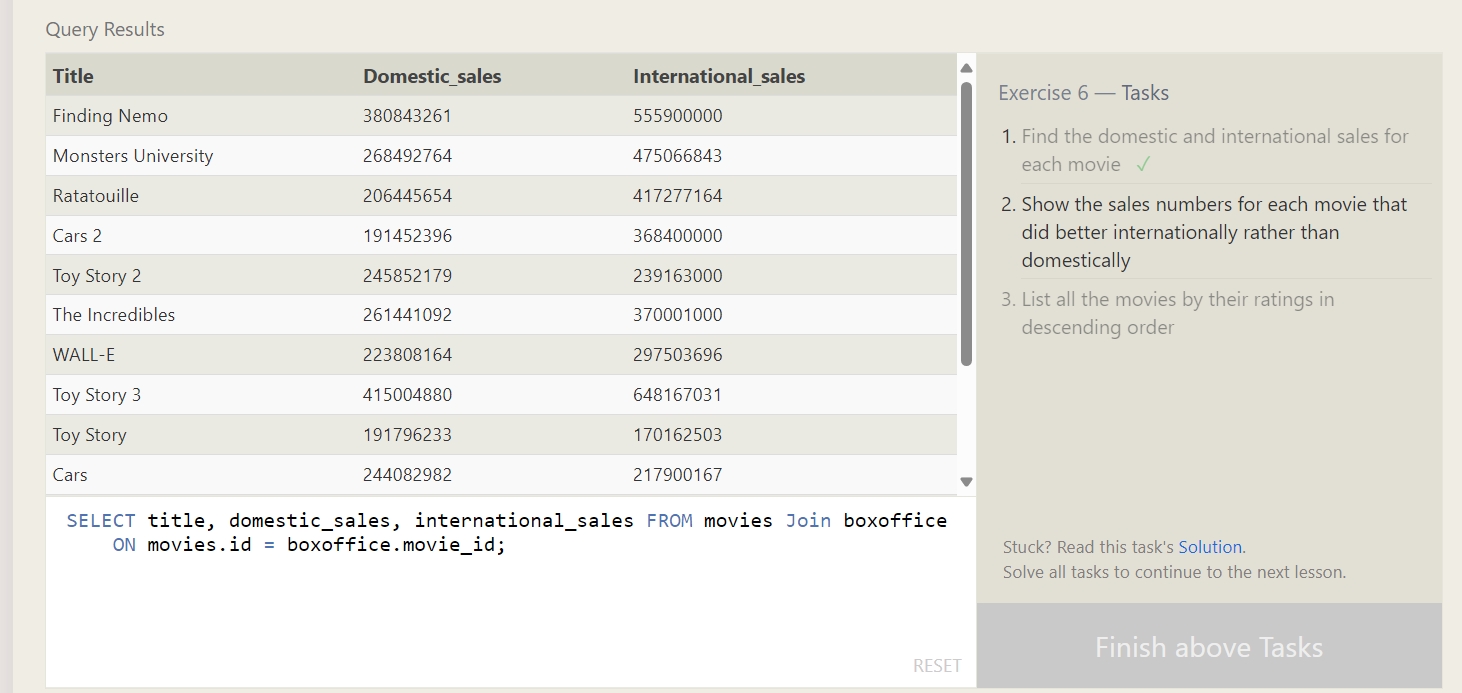 Query Results
Title Domestic_sales International_sales
Finding Nemo 380843261 555900000
Monsters University 268492764 475066843
Ratatouille 206445654 417277164
Cars 2 191452396 368400000
Toy Story 2 245852179 239163000
The Incredibles 261441092 370001000
WALL-E 223808164 297503696
Toy Story 3 415004880 648167031
Toy Story 191796233 170162503
Cars 244082982 217900167
SELECT title, domestic_sales, international_sales FROM movies Join boxoffice
ON movies.id = boxoffice.movie_id;
RESET
Exercise 6 — Tasks
1. Find the domestic and international sales for
each movie ✓
2. Show the sales numbers for each movie that
did better internationally rather than
domestically
3. List all the movies by their ratings in
descending order
Stuck? Read this task's Solution.
Solve all tasks to continue to the next lesson.
Finish above Tasks